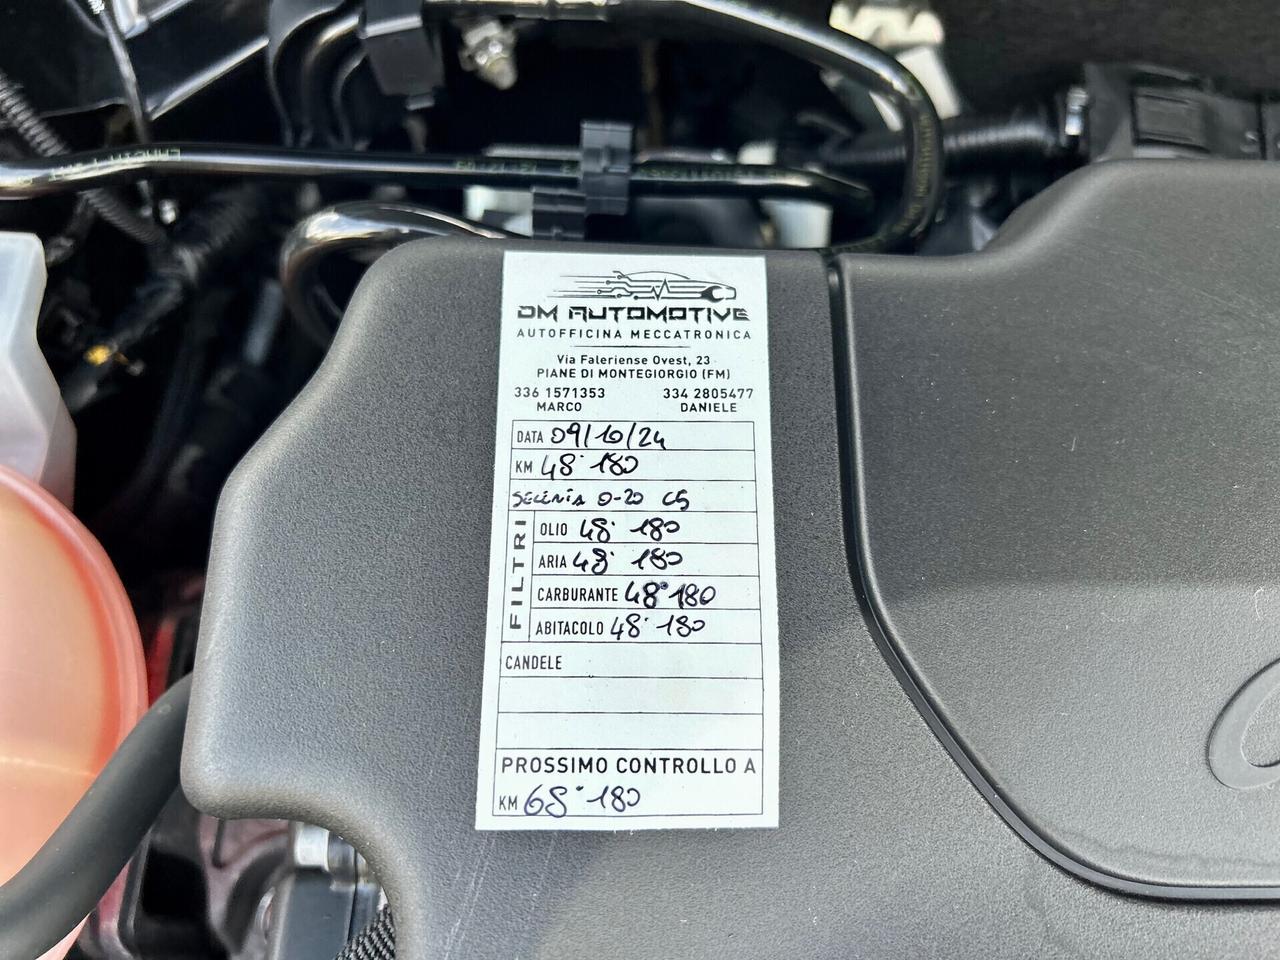 DM AUTOMOTIVE
AUTOFFICINA MECCATRONICA
Via Faleriense Ovest, 23
PIANE DI MONTEGIORGIO (FM)
336 1571353 334 2805477
MARCO DANIELE
DATA 09/10/24
KM 48˙180
SELENIA 0-20
FILTRI
OLIO 48˙180
ARIA 48˙180
CARBURANTE 48°180
ABITACOLO 48˙180
CANDELE
PROSSIMO CONTROLLO A
KM 68°180